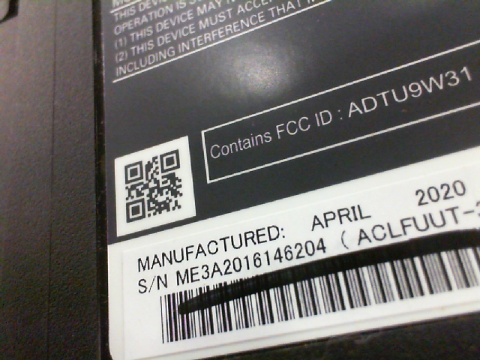 THIS DEVICE
OPERATION IS S
(1) THIS DEVICE MAY
(2) THIS DEVICE MUST ACCEP
INCLUDING INTERFERENCE THAT
Contains FCC ID : ADTU9W31
MANUFACTURED: APRIL 2020
S/N ME3A2016146204 ( ACLFUUT-